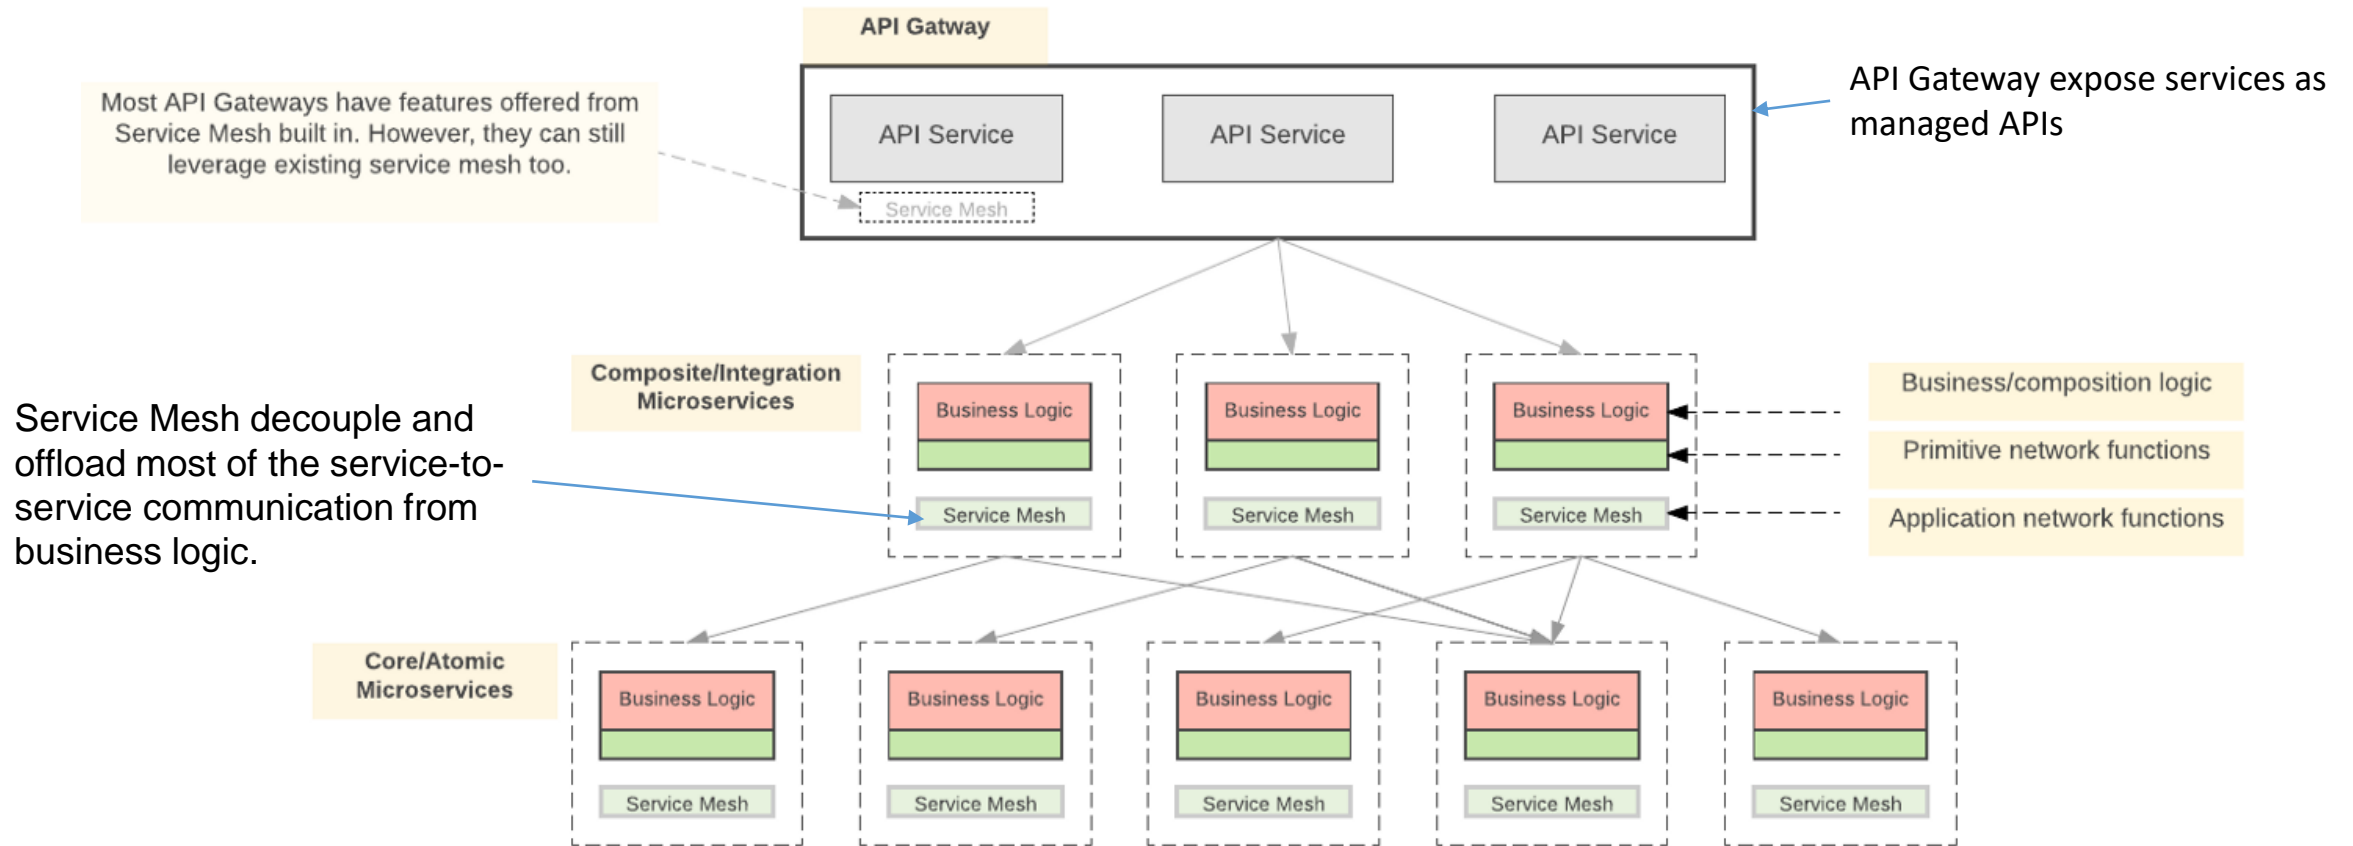 API Gatway
Most API Gateways have features offered from
Service Mesh built in. However, they can still
leverage existing service mesh too.
API Service
API Service
API Service
Service Mesh
API Gateway expose services as
managed APIs
Service Mesh decouple and
offload most of the service-to-
service communication from
business logic.
Composite/Integration
Microservices
Business Logic
Service Mesh
Business Logic
Service Mesh
Business Logic
Service Mesh
Business/composition logic
Primitive network functions
Application network functions
Core/Atomic
Microservices
Business Logic
Service Mesh
Business Logic
Service Mesh
Business Logic
Service Mesh
Business Logic
Service Mesh
Business Logic
Service Mesh